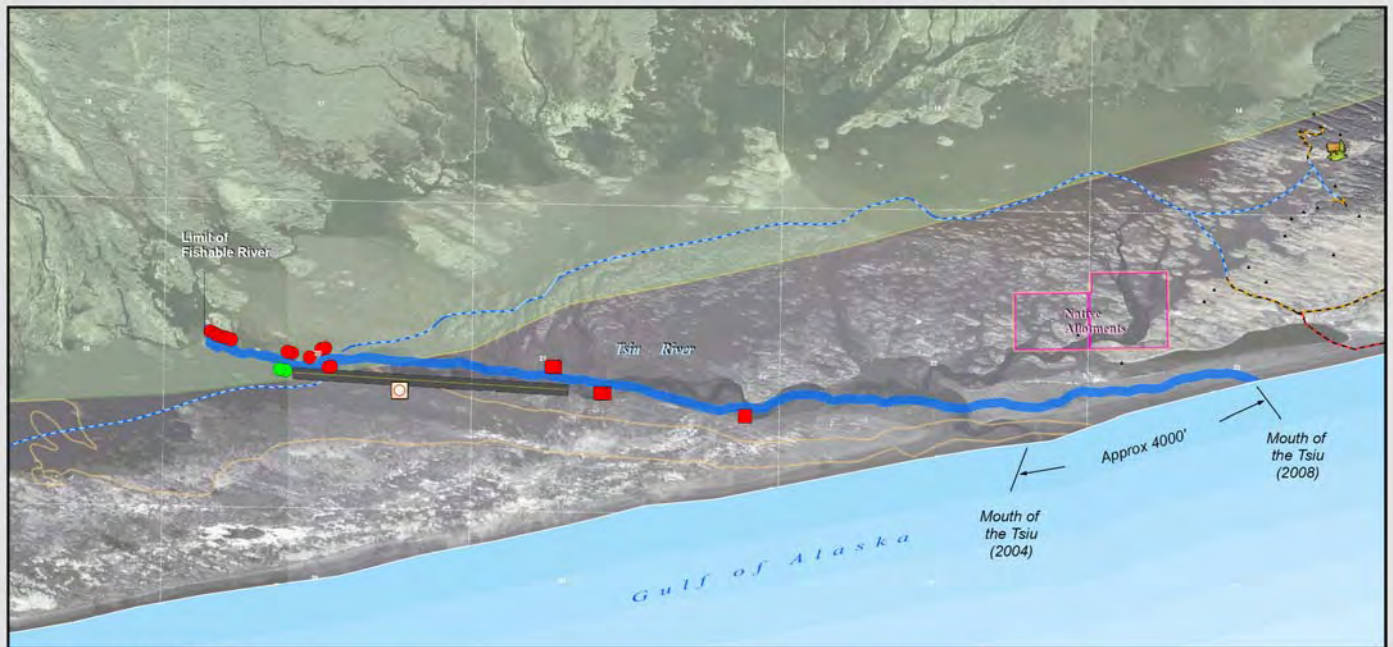 Limit of
Fishable River
Tsiu River
Native
Allotments
Approx 4000'
Mouth of
the Tsiu
(2008)
Mouth of
the Tsiu
(2004)
Gulf of Alaska